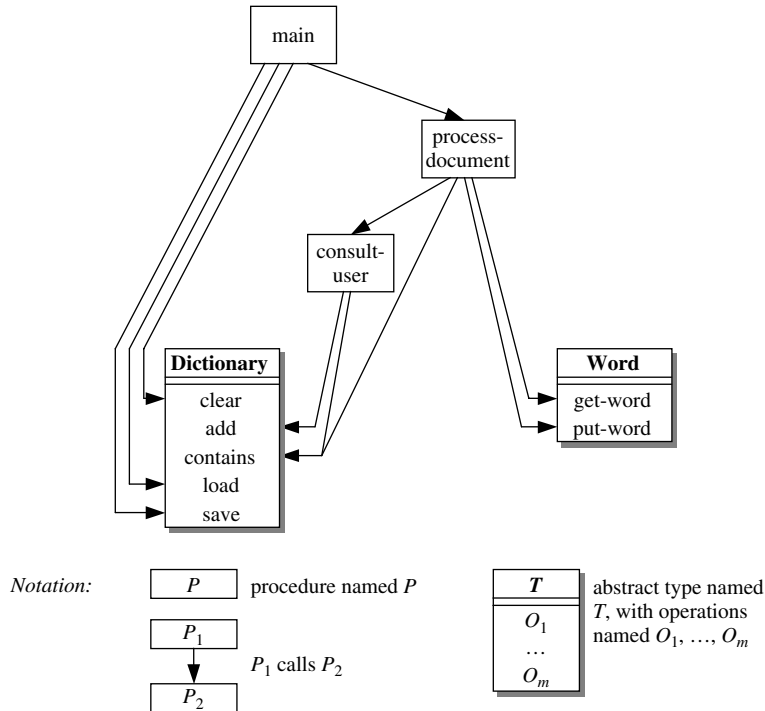 main
process-
document
consult-
user
Dictionary
clear
add
contains
load
save
Word
get-word
put-word
Notation:
P
procedure named P
P1
P1 calls P2
P2
T
O1
…
Om
abstract type named
T, with operations
named O1, …, Om